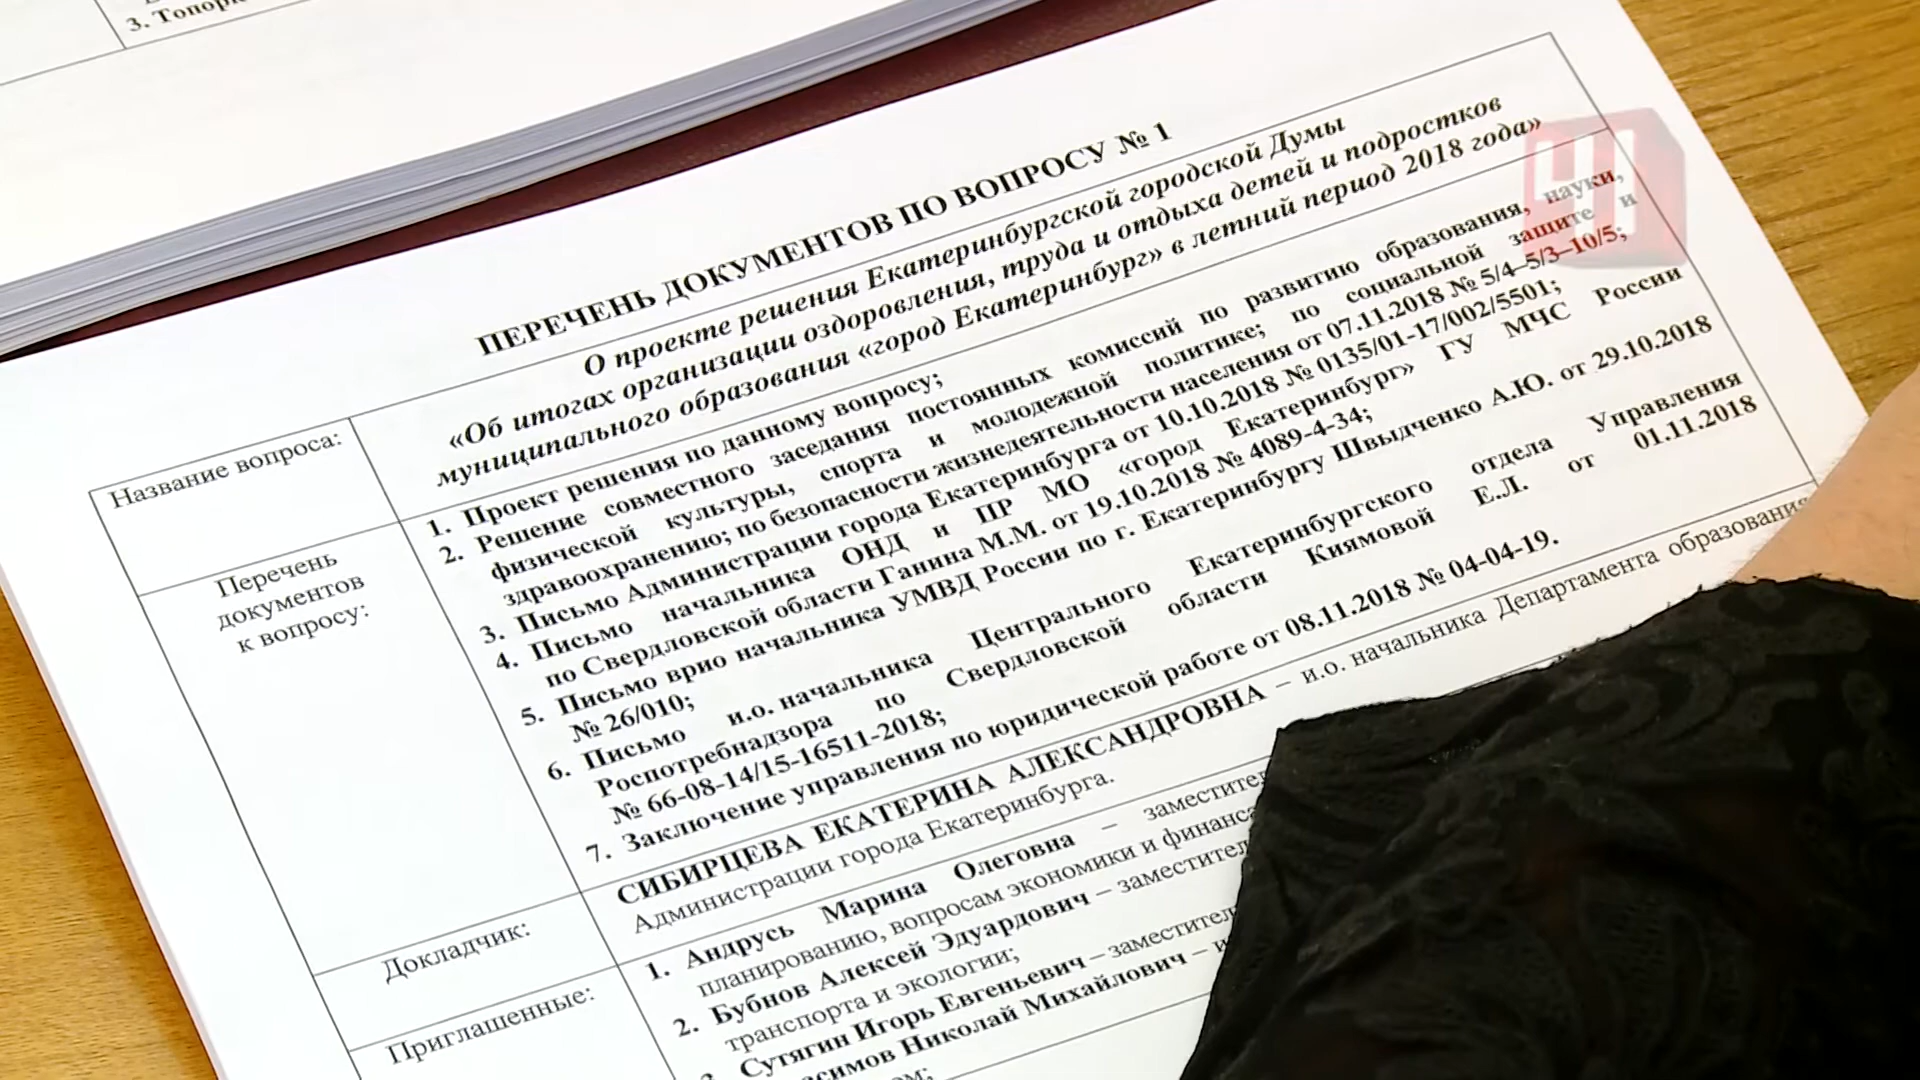 3. Топорк
ПЕРЕЧЕНЬ ДОКУМЕНТОВ ПО ВОПРОСУ № 1
Название вопроса:
О проекте решения Екатеринбургской городской Думы
«Об итогах организации оздоровления, труда и отдыха детей и подростков
муниципального образования «город Екатеринбург» в летний период 2018 года»
Перечень
документов
к вопросу:
1. Проект решения по данному вопросу;
2. Решение совместного заседания постоянных комиссий по развитию образования, науки,
физической культуры, спорта и молодежной политике; по социальной защите и
здравоохранению; по безопасности жизнедеятельности населения от 07.11.2018 № 5/4–5/3–10/5;
3. Письмо Администрации города Екатеринбурга от 10.10.2018 № 0135/01-17/002/5501;
4. Письмо начальника ОНД и ПР МО «город Екатеринбург» ГУ МЧС России
по Свердловской области Ганина М.М. от 19.10.2018 № 4089-4-34;
5. Письмо врио начальника УМВД России по г. Екатеринбургу Швыдченко А.Ю. от 29.10.2018
№ 26/010;
6. Письмо и.о. начальника Центрального Екатеринбургского отдела Управления
Роспотребнадзора по Свердловской области Киямовой Е.Л. от 01.11.2018
№ 66-08-14/15-16511-2018;
7. Заключение управления по юридической работе от 08.11.2018 № 04-04-19.
Докладчик:
СИБИРЦЕВА ЕКАТЕРИНА АЛЕКСАНДРОВНА – и.о. начальника Департамента образования
Администрации города Екатеринбурга.
Приглашенные:
1. Андрусь Марина Олеговна – заместител
планированию, вопросам экономики и финанса
2. Бубнов Алексей Эдуардович – заместител
транспорта и экологии;
3. Сутягин Игорь Евгеньевич – заместител
асимов Николай Михайлович – и
ом;